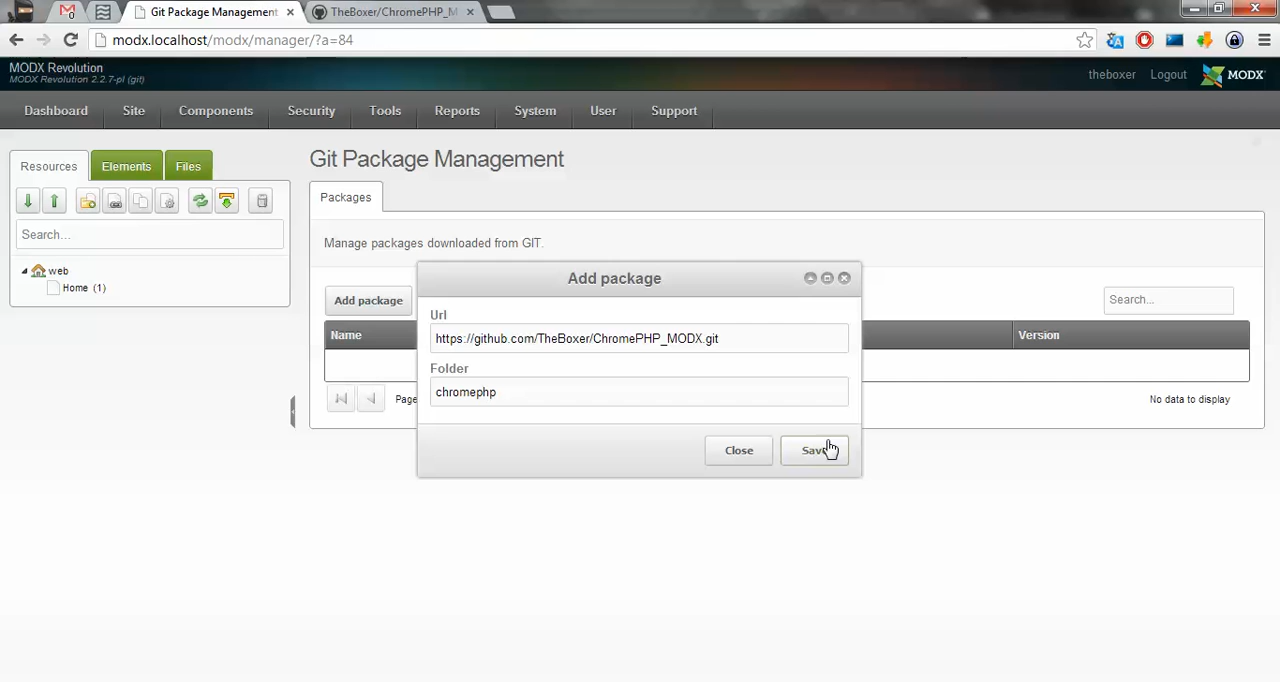 Git Package Management
TheBoxer/ChromePHP_M
modx.localhost/modx/manager/?a=84
MODX Revolution
MODX Revolution 2.2.7-pl (git)
theboxer
Logout
MODX
Dashboard
Site
Components
Security
Tools
Reports
System
User
Support
Resources
Elements
Files
Search...
web
Home (1)
Git Package Management
Packages
Manage packages downloaded from GIT.
Add package
Search...
Name
Version
Page
No data to display
Add package
Url
https://github.com/TheBoxer/ChromePHP_MODX.git
Folder
chromephp
Close
Save